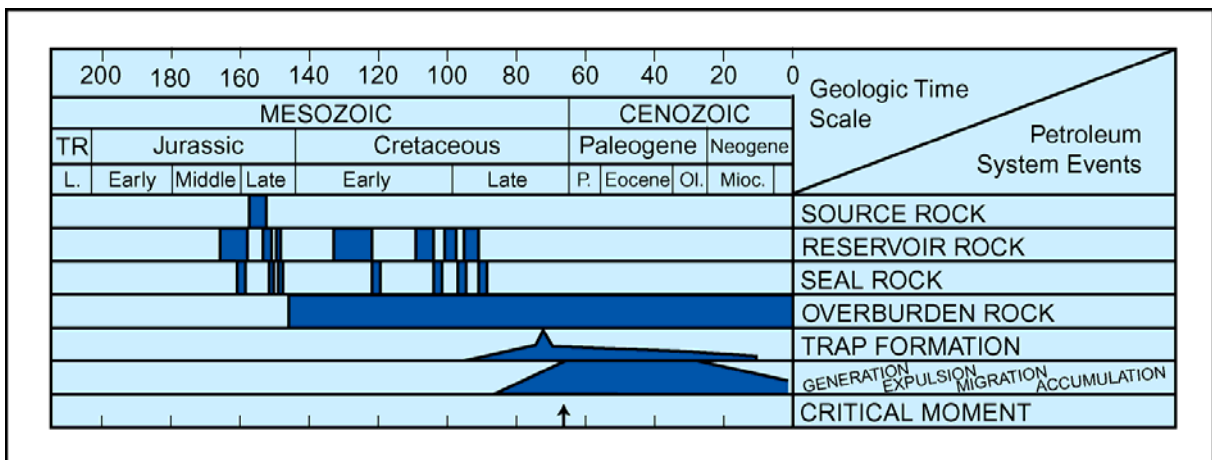 200 180 160 140 120 100 80 60 40 20 0
Geologic Time
Scale
Petroleum
System Events
MESOZOIC CENOZOIC
TR Jurassic Cretaceous Paleogene Neogene
L. Early Middle Late Early Late P. Eocene Ol. Mioc.
SOURCE ROCK
RESERVOIR ROCK
SEAL ROCK
OVERBURDEN ROCK
TRAP FORMATION
GENERATION EXPULSION MIGRATION ACCUMULATION
CRITICAL MOMENT